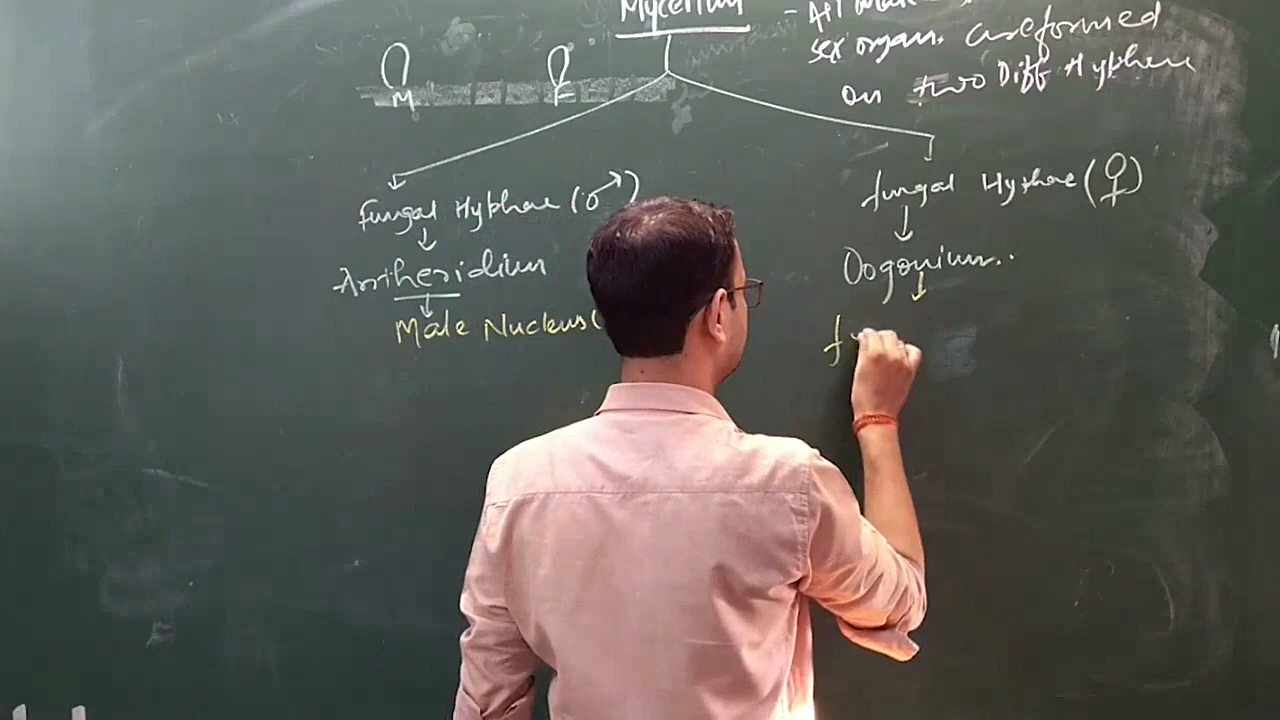 Mycelium
sex organ. are formed
on two Diff Hyphae
M F
Fungal Hyphae (♂)
fungal Hyphae (♀)
Antheridium
Oogonium..
Male Nucleus (
f